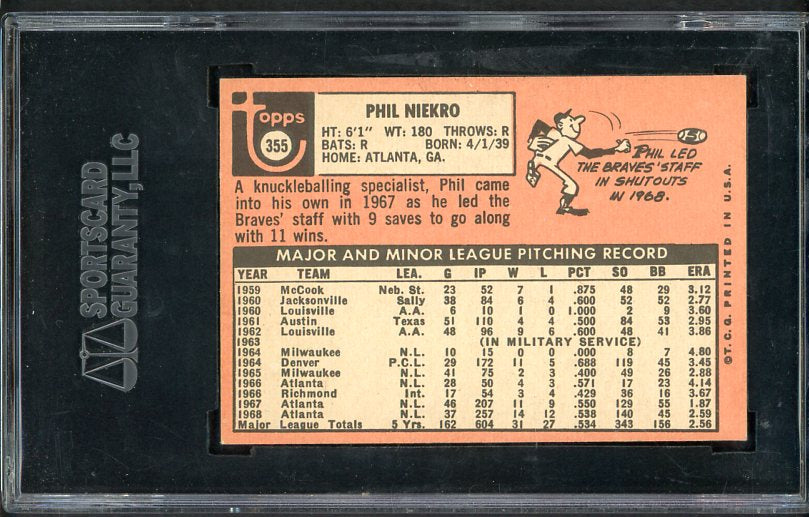 SPORTSCARD
GUARANTY,LLC
topps
355
PHIL NIEKRO
HT: 6'1" WT: 180 THROWS: R
BATS: R BORN: 4/1/39
HOME: ATLANTA, GA.
A knuckleballing specialist, Phil came
into his own in 1967 as he led the
Braves' staff with 9 saves to go along
with 11 wins.
PHIL LED
THE BRAVES' STAFF
IN SHUTOUTS
IN 1968.
MAJOR AND MINOR LEAGUE PITCHING RECORD
YEAR TEAM LEA. G IP W L PCT SO BB ERA
1959 McCook Neb. St. 23 52 7 1 .875 48 29 3.12
1960 Jacksonville Sally 38 84 6 4 .600 52 52 2.77
1960 Louisville A.A. 6 10 1 0 1.000 2 9 3.60
1961 Austin Texas 51 110 4 4 .500 84 53 2.95
1962 Louisville A.A. 48 96 9 6 .600 48 41 3.86
1963 (IN MILITARY SERVICE)
1964 Milwaukee N.L. 10 15 0 0 .000 8 7 4.80
1964 Denver P.C.L. 29 172 11 5 .688 119 45 3.45
1965 Milwaukee N.L. 41 75 2 3 .400 49 26 2.88
1966 Atlanta N.L. 28 50 4 3 .571 17 23 4.14
1966 Richmond Int. 17 54 3 4 .429 36 16 3.67
1967 Atlanta N.L. 46 207 11 9 .550 129 55 1.87
1968 Atlanta N.L. 37 257 14 12 .538 140 45 2.59
Major League Totals 5 Yrs. 162 604 31 27 .534 343 156 2.56
©T.C.G. PRINTED IN U.S.A.